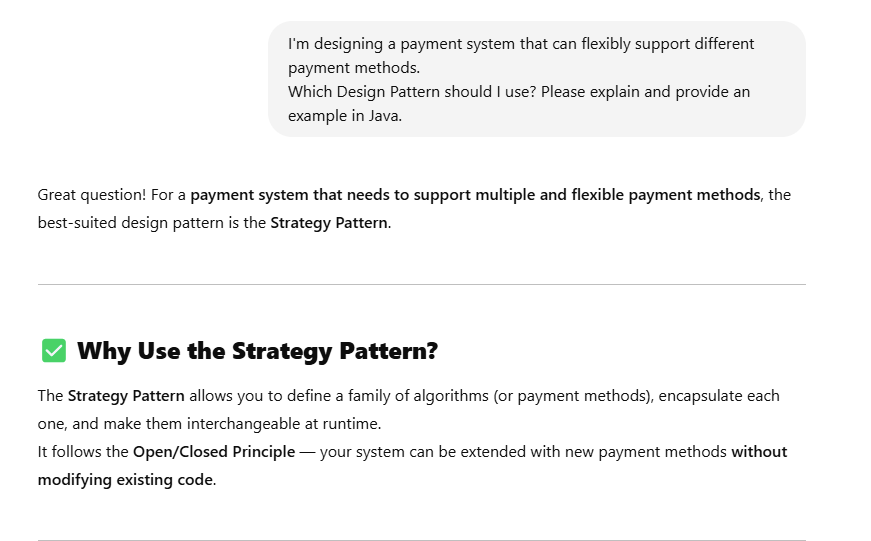 I'm designing a payment system that can flexibly support different
payment methods.
Which Design Pattern should I use? Please explain and provide an
example in Java.
Great question! For a payment system that needs to support multiple and flexible payment methods, the
best-suited design pattern is the Strategy Pattern.
Why Use the Strategy Pattern?
The Strategy Pattern allows you to define a family of algorithms (or payment methods), encapsulate each
one, and make them interchangeable at runtime.
It follows the Open/Closed Principle — your system can be extended with new payment methods without
modifying existing code.